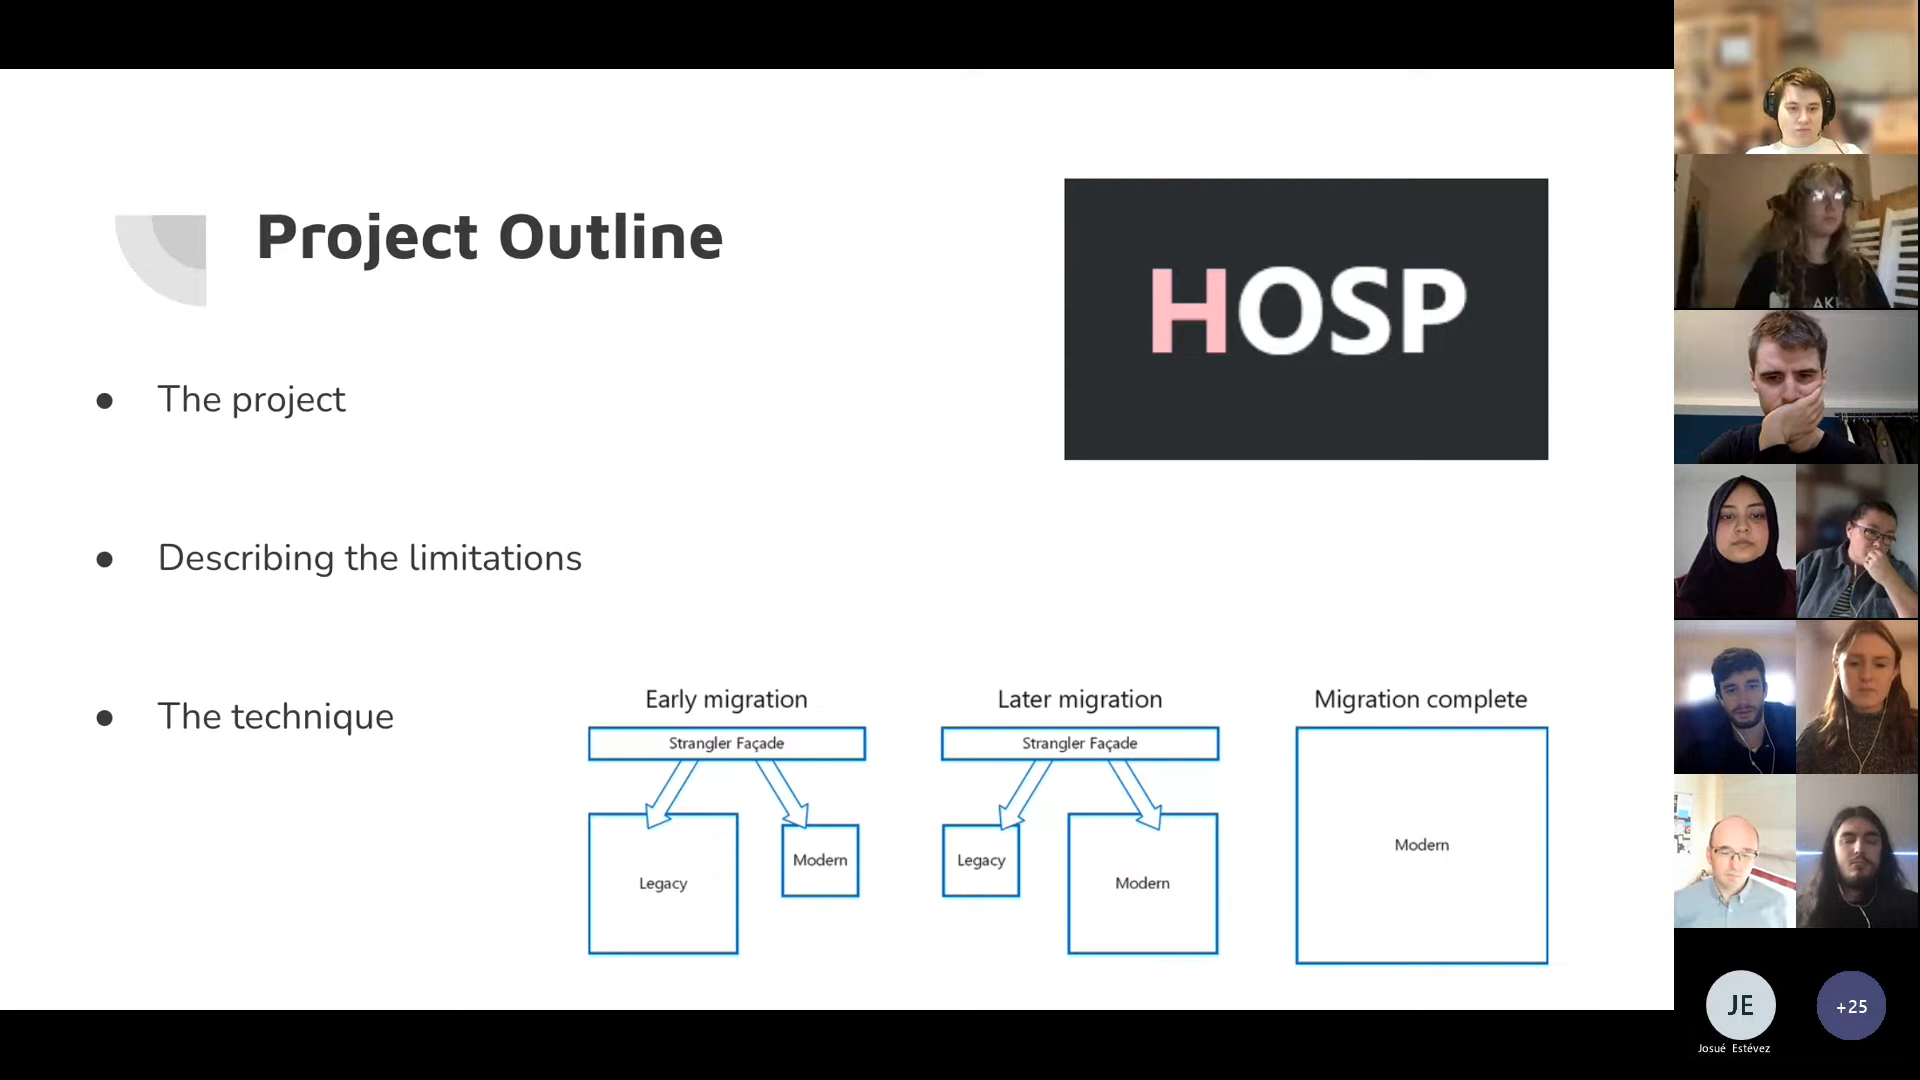 Project Outline
HOSP
The project
Describing the limitations
The technique
Early migration
Strangler Façade
Legacy
Modern
Later migration
Strangler Façade
Legacy
Modern
Migration complete
Modern
AKE
JE
Josué Estévez
+25